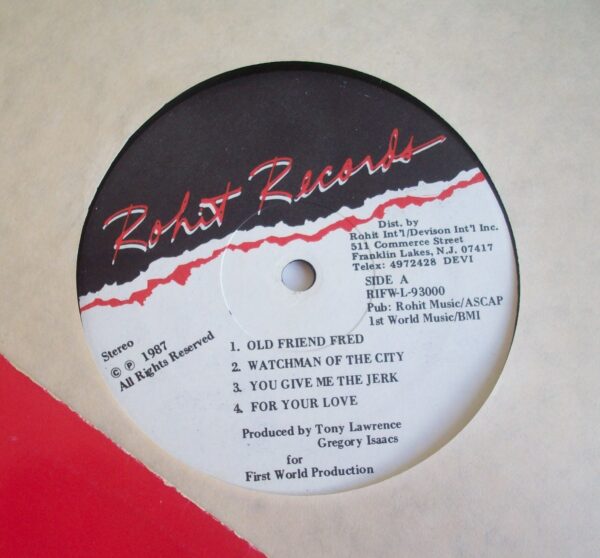 Rohit Records
Dist. by
Rohit Int'l/Devison Int'l Inc.
511 Commerce Street
Franklin Lakes, N.J. 07417
Telex: 4972428 DEVI
SIDE A
RIFW-L-93000
Pub: Rohit Music/ASCAP
1st World Music/BMI
Stereo
© ℗ 1987
All Rights Reserved
1. OLD FRIEND FRED
2. WATCHMAN OF THE CITY
3. YOU GIVE ME THE JERK
4. FOR YOUR LOVE
Produced by Tony Lawrence
Gregory Isaacs
for
First World Production